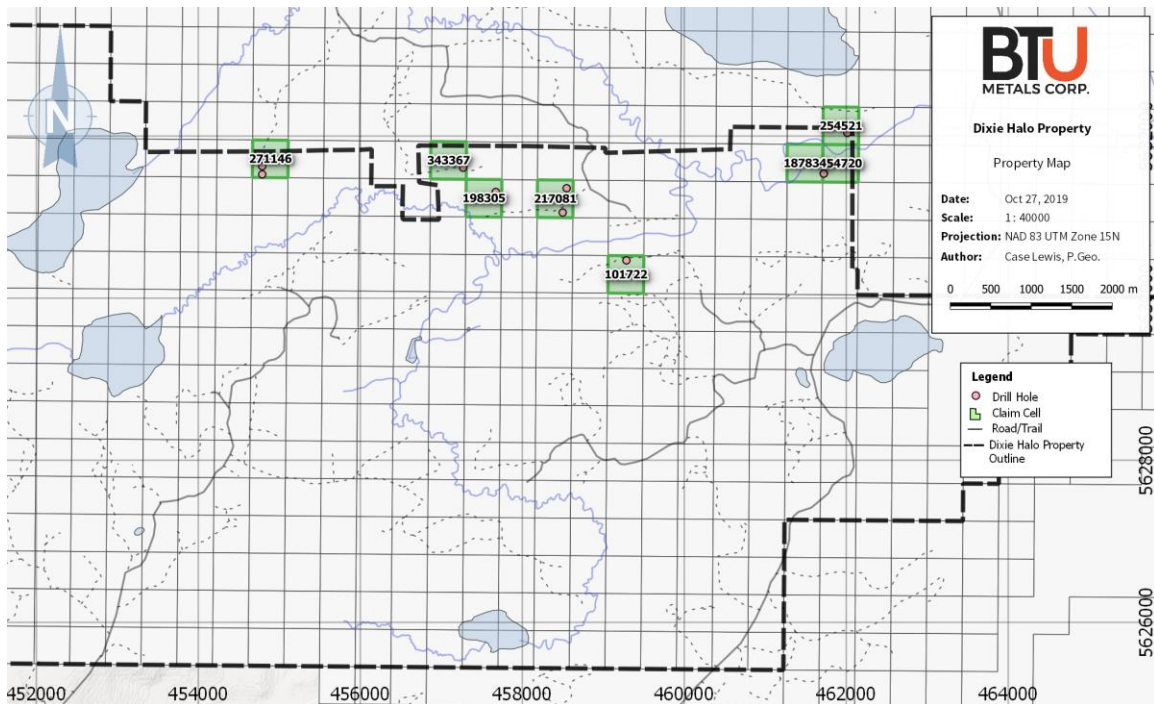 BTU
METALS CORP.
Dixie Halo Property
Property Map
Date: Oct 27, 2019
Scale: 1 : 40000
Projection: NAD 83 UTM Zone 15N
Author: Case Lewis, P.Geo.
0 500 1000 1500 2000 m
N
254521
271146
343367
18783454720
198305
217081
101722
Legend
Drill Hole
Claim Cell
Road/Trail
Dixie Halo Property
Outline
5628000
5626000
452000 454000 456000 458000 460000 462000 464000